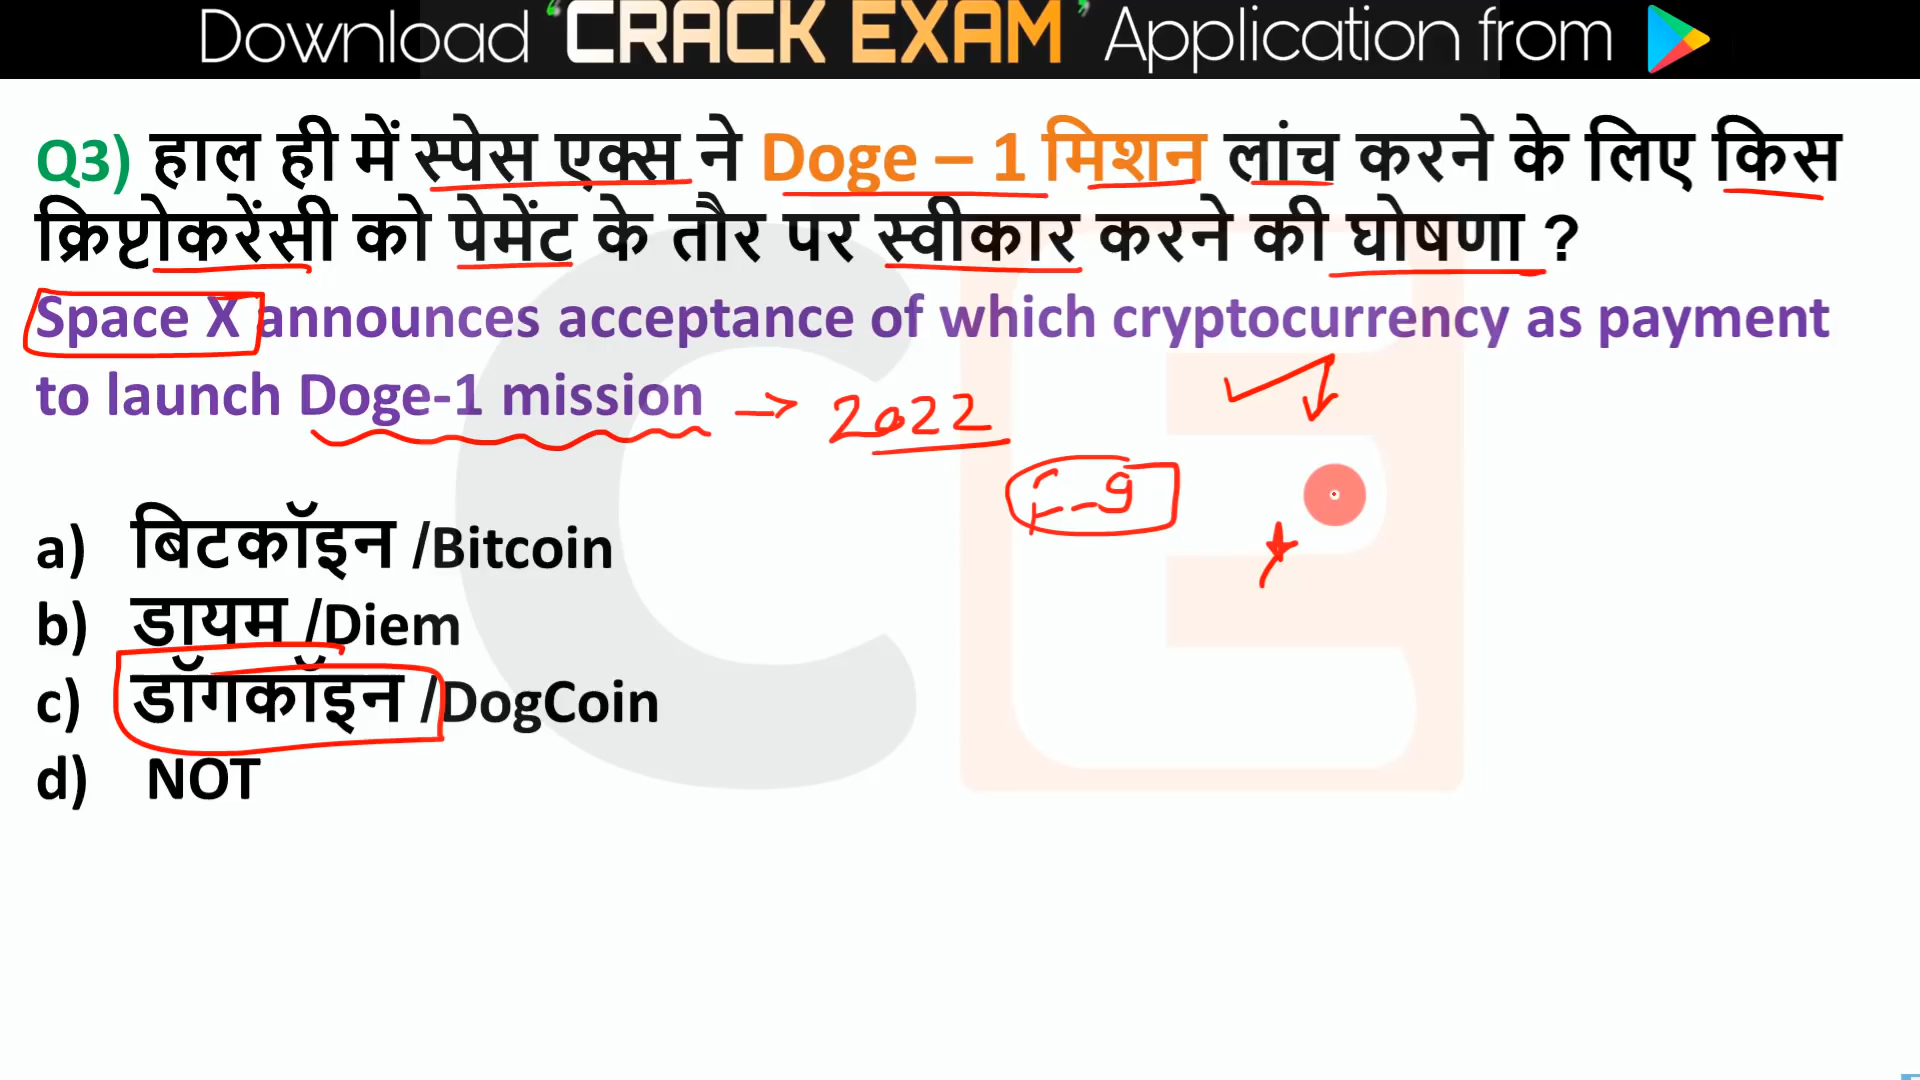 Download ‘CRACK EXAM’ Application from
Q3) हाल ही में स्पेस एक्स ने Doge – 1 मिशन लांच करने के लिए किस
क्रिप्टोकरेंसी को पेमेंट के तौर पर स्वीकार करने की घोषणा ?
Space X announces acceptance of which cryptocurrency as payment
to launch Doge-1 mission → 2022
F-9
a) बिटकॉइन /Bitcoin
b) डायम /Diem
c) डॉगकॉइन /DogCoin
d) NOT
CE